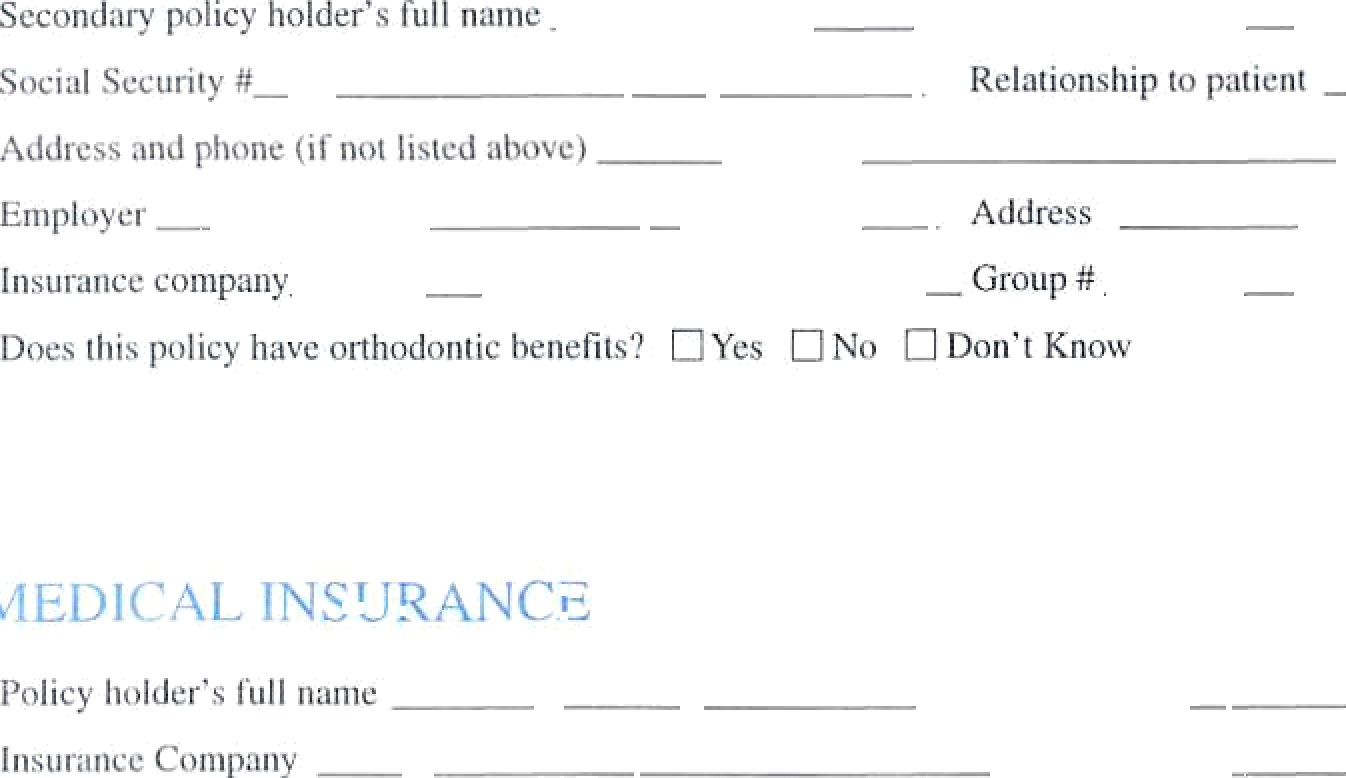 Secondary policy holder's full name
Social Security # Relationship to patient
Address and phone (if not listed above)
Employer Address
Insurance company Group #
Does this policy have orthodontic benefits? Yes No Don't Know
MEDICAL INSURANCE
Policy holder's full name
Insurance Company